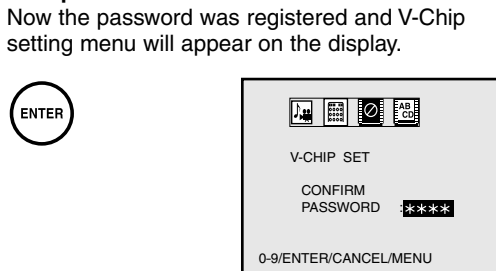 Now the password was registered and V-Chip
setting menu will appear on the display.
ENTER
AB
CD
V-CHIP SET
CONFIRM
PASSWORD :****
0-9/ENTER/CANCEL/MENU